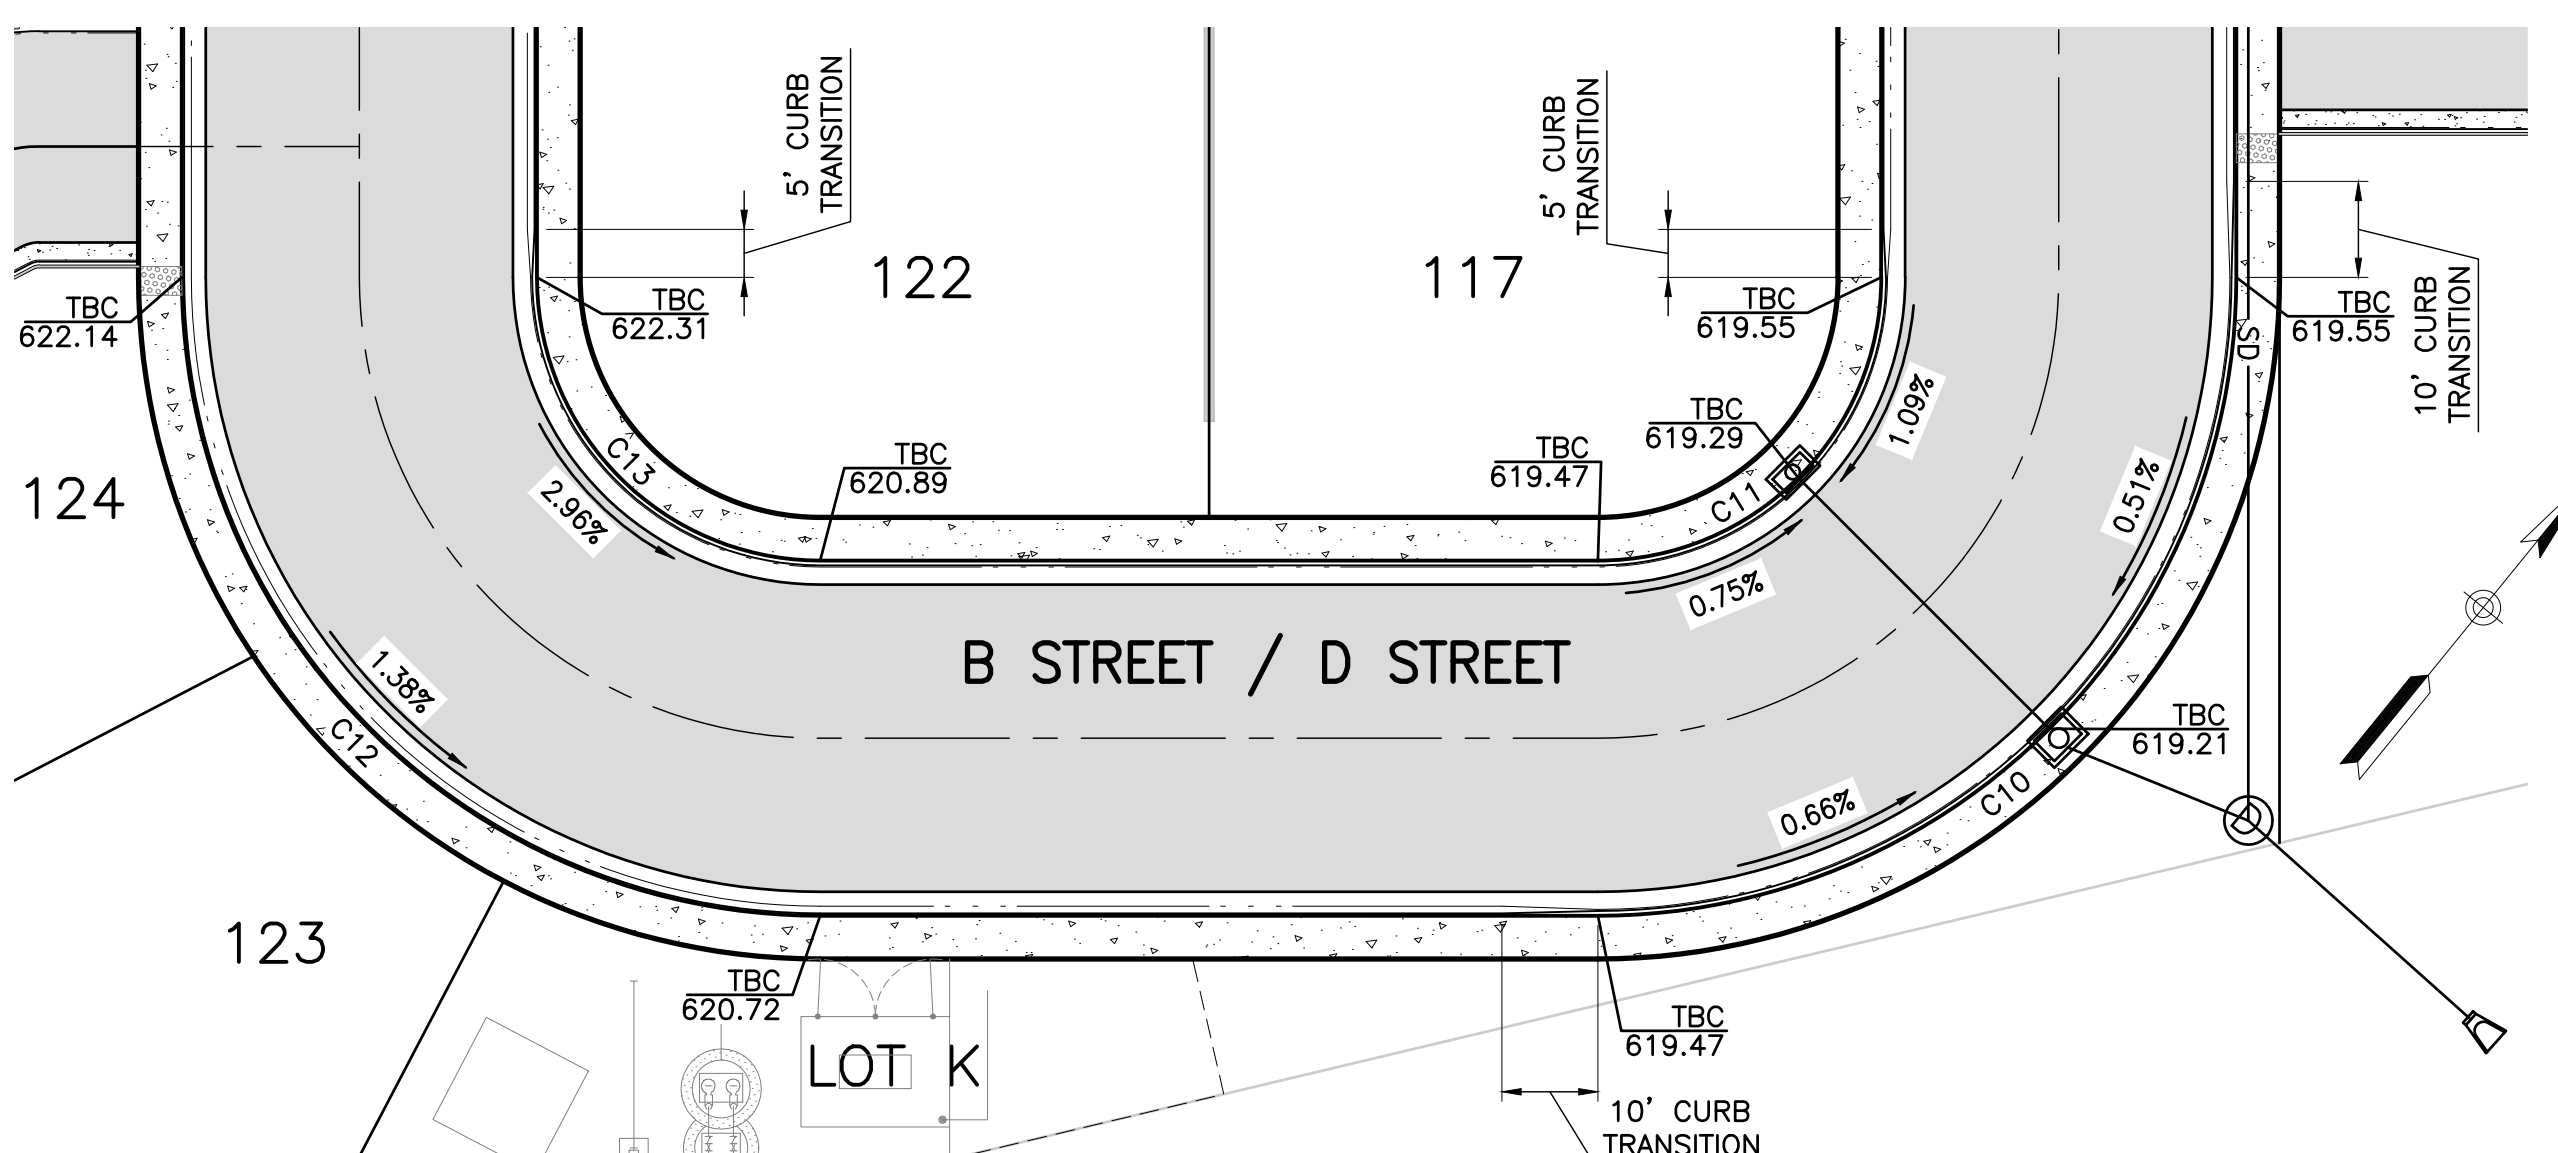 5' CURB
TRANSITION
5' CURB
TRANSITION
122
117
TBC
622.14
TBC
622.31
TBC
619.55
TBC
619.55
SD
10' CURB
TRANSITION
1.09%
TBC
619.29
TBC
620.89
TBC
619.47
C13
C11
124
2.96%
0.51%
0.75%
B STREET / D STREET
1.38%
C12
TBC
619.21
C10
0.66%
D
123
TBC
620.72
TBC
619.47
LOT K
10' CURB
TRANSITION